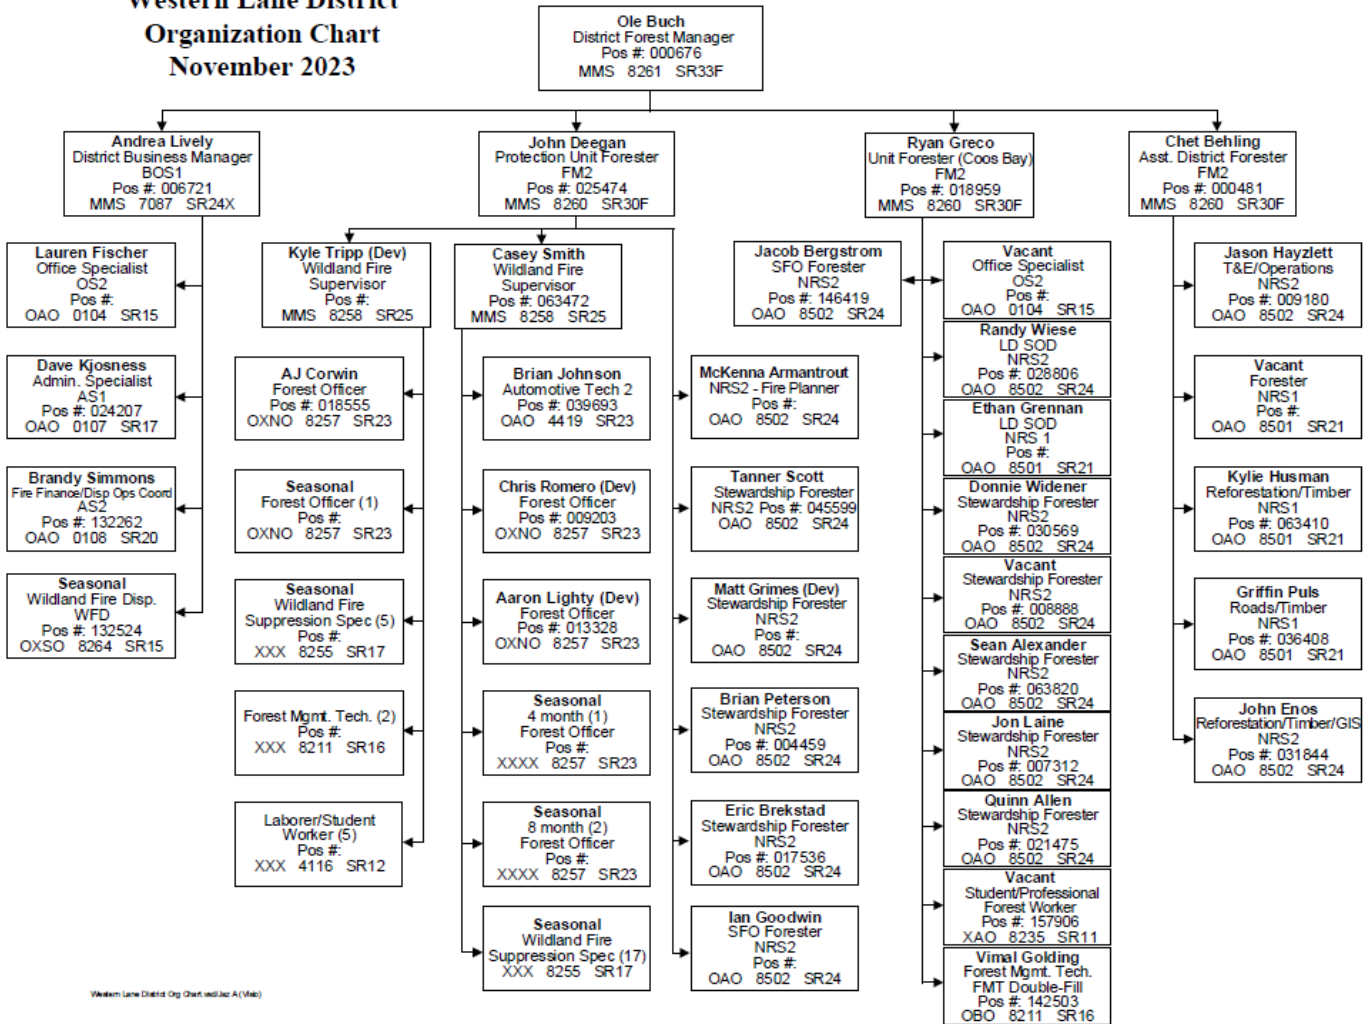 Western Lane District
Organization Chart
November 2023
Ole Buch
District Forest Manager
Pos #: 000676
MMS 8261 SR33F
Andrea Lively
District Business Manager
BOS1
Pos #: 006721
MMS 7087 SR24X
John Deegan
Protection Unit Forester
FM2
Pos #: 025474
MMS 8260 SR30F
Ryan Greco
Unit Forester (Coos Bay)
FM2
Pos #: 018959
MMS 8260 SR30F
Chet Behling
Asst. District Forester
FM2
Pos #: 000481
MMS 8260 SR30F
Lauren Fischer
Office Specialist
OS2
Pos #:
OAO 0104 SR15
Dave Kjosness
Admin. Specialist
AS1
Pos #: 024207
OAO 0107 SR17
Brandy Simmons
Fire Finance/Disp Ops Coord
AS2
Pos #: 132262
OAO 0108 SR20
Seasonal
Wildland Fire Disp.
WFD
Pos #: 132524
OXSO 8264 SR15
Kyle Tripp (Dev)
Wildland Fire
Supervisor
Pos #:
MMS 8258 SR25
AJ Corwin
Forest Officer
Pos #: 018555
OXNO 8257 SR23
Seasonal
Forest Officer (1)
Pos #:
OXNO 8257 SR23
Seasonal
Wildland Fire
Suppression Spec (5)
Pos #:
XXX 8255 SR17
Forest Mgmt. Tech. (2)
Pos #:
XXX 8211 SR16
Laborer/Student
Worker (5)
Pos #:
XXX 4116 SR12
Casey Smith
Wildland Fire
Supervisor
Pos #: 063472
MMS 8258 SR25
Brian Johnson
Automotive Tech 2
Pos #: 039693
OAO 4419 SR23
Chris Romero (Dev)
Forest Officer
Pos #: 009203
OXNO 8257 SR23
Aaron Lighty (Dev)
Forest Officer
Pos #: 013328
OXNO 8257 SR23
Seasonal
4 month (1)
Forest Officer
Pos #:
XXXX 8257 SR23
Seasonal
8 month (2)
Forest Officer
Pos #:
XXXX 8257 SR23
Seasonal
Wildland Fire
Suppression Spec (17)
XXX 8255 SR17
McKenna Armantrout
NRS2 - Fire Planner
Pos #:
OAO 8502 SR24
Tanner Scott
Stewardship Forester
NRS2 Pos #: 045599
OAO 8502 SR24
Matt Grimes (Dev)
Stewardship Forester
NRS2
Pos #:
OAO 8502 SR24
Brian Peterson
Stewardship Forester
NRS2
Pos #: 004459
OAO 8502 SR24
Eric Brekstad
Stewardship Forester
NRS2
Pos #: 017536
OAO 8502 SR24
Ian Goodwin
SFO Forester
NRS2
Pos #:
OAO 8502 SR24
Jacob Bergstrom
SFO Forester
NRS2
Pos #: 146419
OAO 8502 SR24
Vacant
Office Specialist
OS2
Pos #:
OAO 0104 SR15
Randy Wiese
LD SOD
NRS2
Pos #: 028806
OAO 8502 SR24
Ethan Grennan
LD SOD
NRS 1
Pos #:
OAO 8501 SR21
Donnie Widener
Stewardship Forester
NRS2
Pos #: 030569
OAO 8502 SR24
Vacant
Stewardship Forester
NRS2
Pos #: 008888
OAO 8502 SR24
Sean Alexander
Stewardship Forester
NRS2
Pos #: 063820
OAO 8502 SR24
Jon Laine
Stewardship Forester
NRS2
Pos #: 007312
OAO 8502 SR24
Quinn Allen
Stewardship Forester
NRS2
Pos #: 021475
OAO 8502 SR24
Vacant
Student/Professional
Forest Worker
Pos #: 157906
XAO 8235 SR11
Vimal Golding
Forest Mgmt. Tech.
FMT Double-Fill
Pos #: 142503
OBO 8211 SR16
Jason Hayzlett
T&E/Operations
NRS2
Pos #: 009180
OAO 8502 SR24
Vacant
Forester
NRS1
Pos #:
OAO 8501 SR21
Kylie Husman
Reforestation/Timber
NRS1
Pos #: 063410
OAO 8501 SR21
Griffin Puls
Roads/Timber
NRS1
Pos #: 036408
OAO 8501 SR21
John Enos
Reforestation/Timber/GIS
NRS2
Pos #: 031844
OAO 8502 SR24
Western Lane District Org Chart.vsd/Jaz A (Visio)